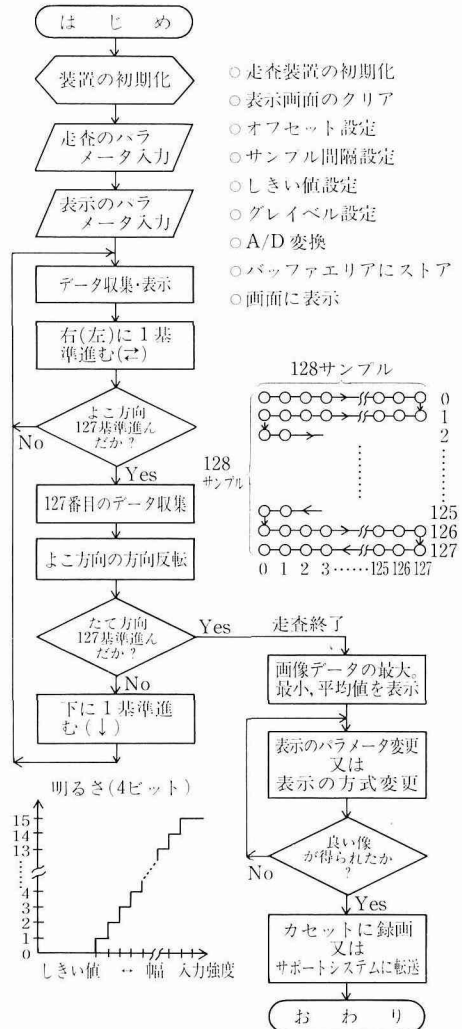 はじめ
装置の初期化
走査のパラ
メータ入力
表示のパラ
メータ入力
データ収集・表示
右(左)に1基
準進む(⇄)
よこ方向
127基準進ん
だか?
No
Yes
127番目のデータ収集
よこ方向の方向反転
たて方向
127基準進ん
だか?
Yes
No
下に1基準進
む(↓)
○走査装置の初期化
○表示画面のクリア
○オフセット設定
○サンプル間隔設定
○しきい値設定
○グレイベル設定
○A/D変換
○バッファエリアにストア
○画面に表示
128サンプル
128
サンプル
0
1
2
125
126
127
0 1 2 3 ……125 126 127
走査終了
画像データの最大。
最小,平均値を表示
表示のパラメータ変更
又は
表示の方式変更
良い像
が得られたか
?
No
Yes
カセットに録画
又は
サポートシステムに転送
おわり
明るさ(4ビット)
15
14
13
4
3
2
1
0
しきい値 ↔ 幅 入力強度